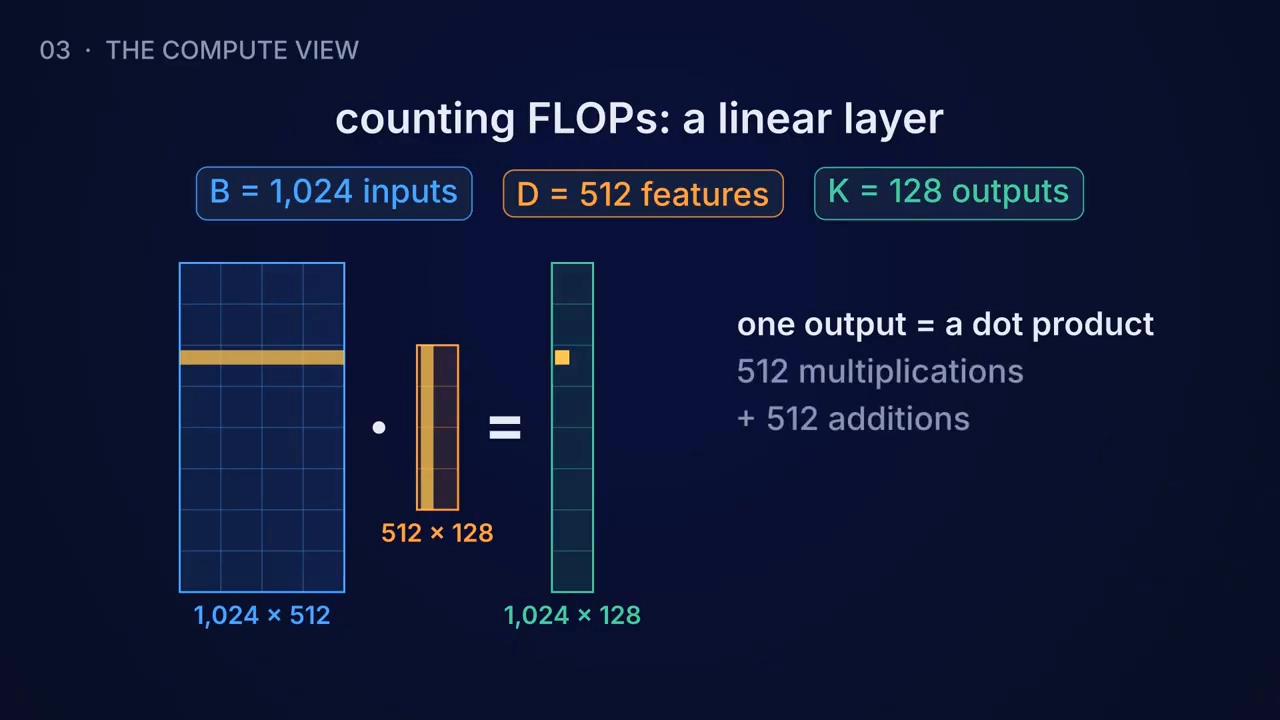 03 · THE COMPUTE VIEW
counting FLOPs: a linear layer
B = 1,024 inputs
D = 512 features
K = 128 outputs
one output = a dot product
512 multiplications
+ 512 additions
· =
512 × 128
1,024 × 512
1,024 × 128